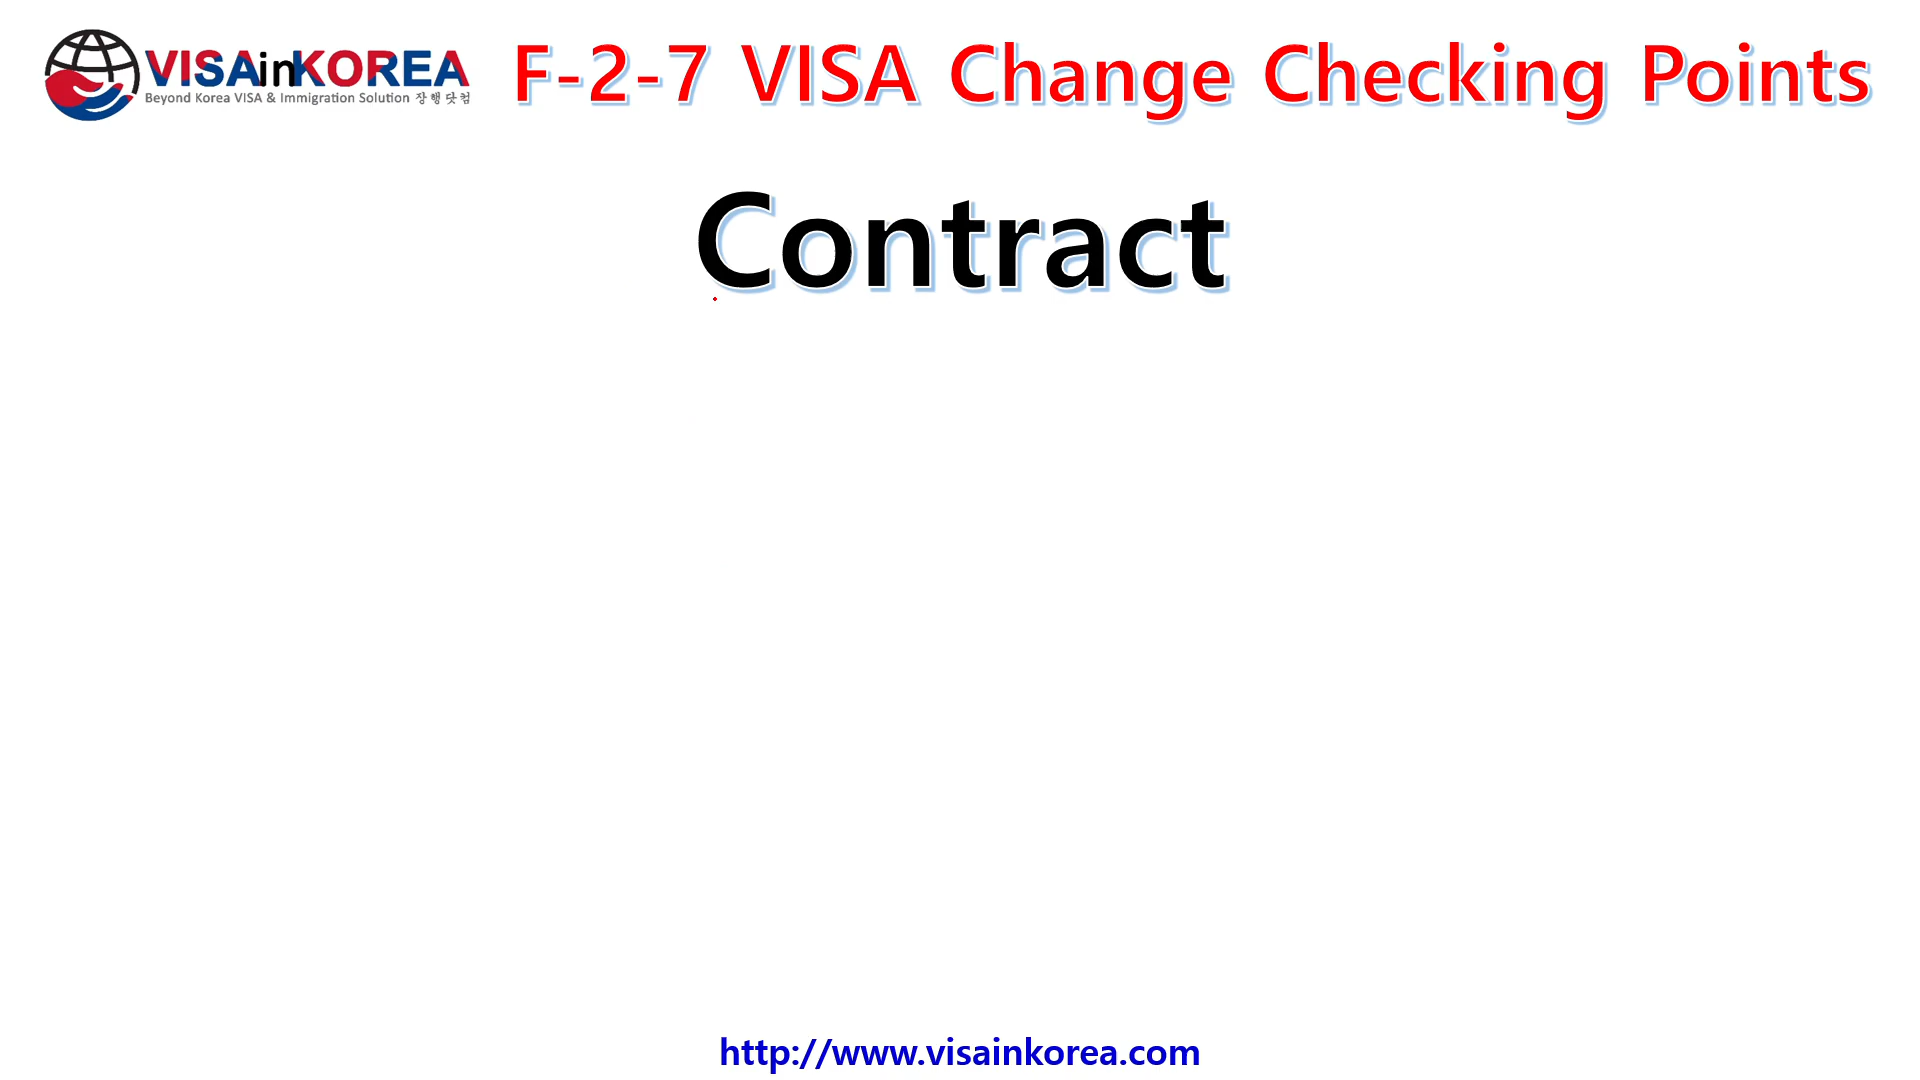 VISAinKOREA
Beyond Korea VISA & Immigration Solution 장행닷컴
F-2-7 VISA Change Checking Points
Contract
http://www.visainkorea.com